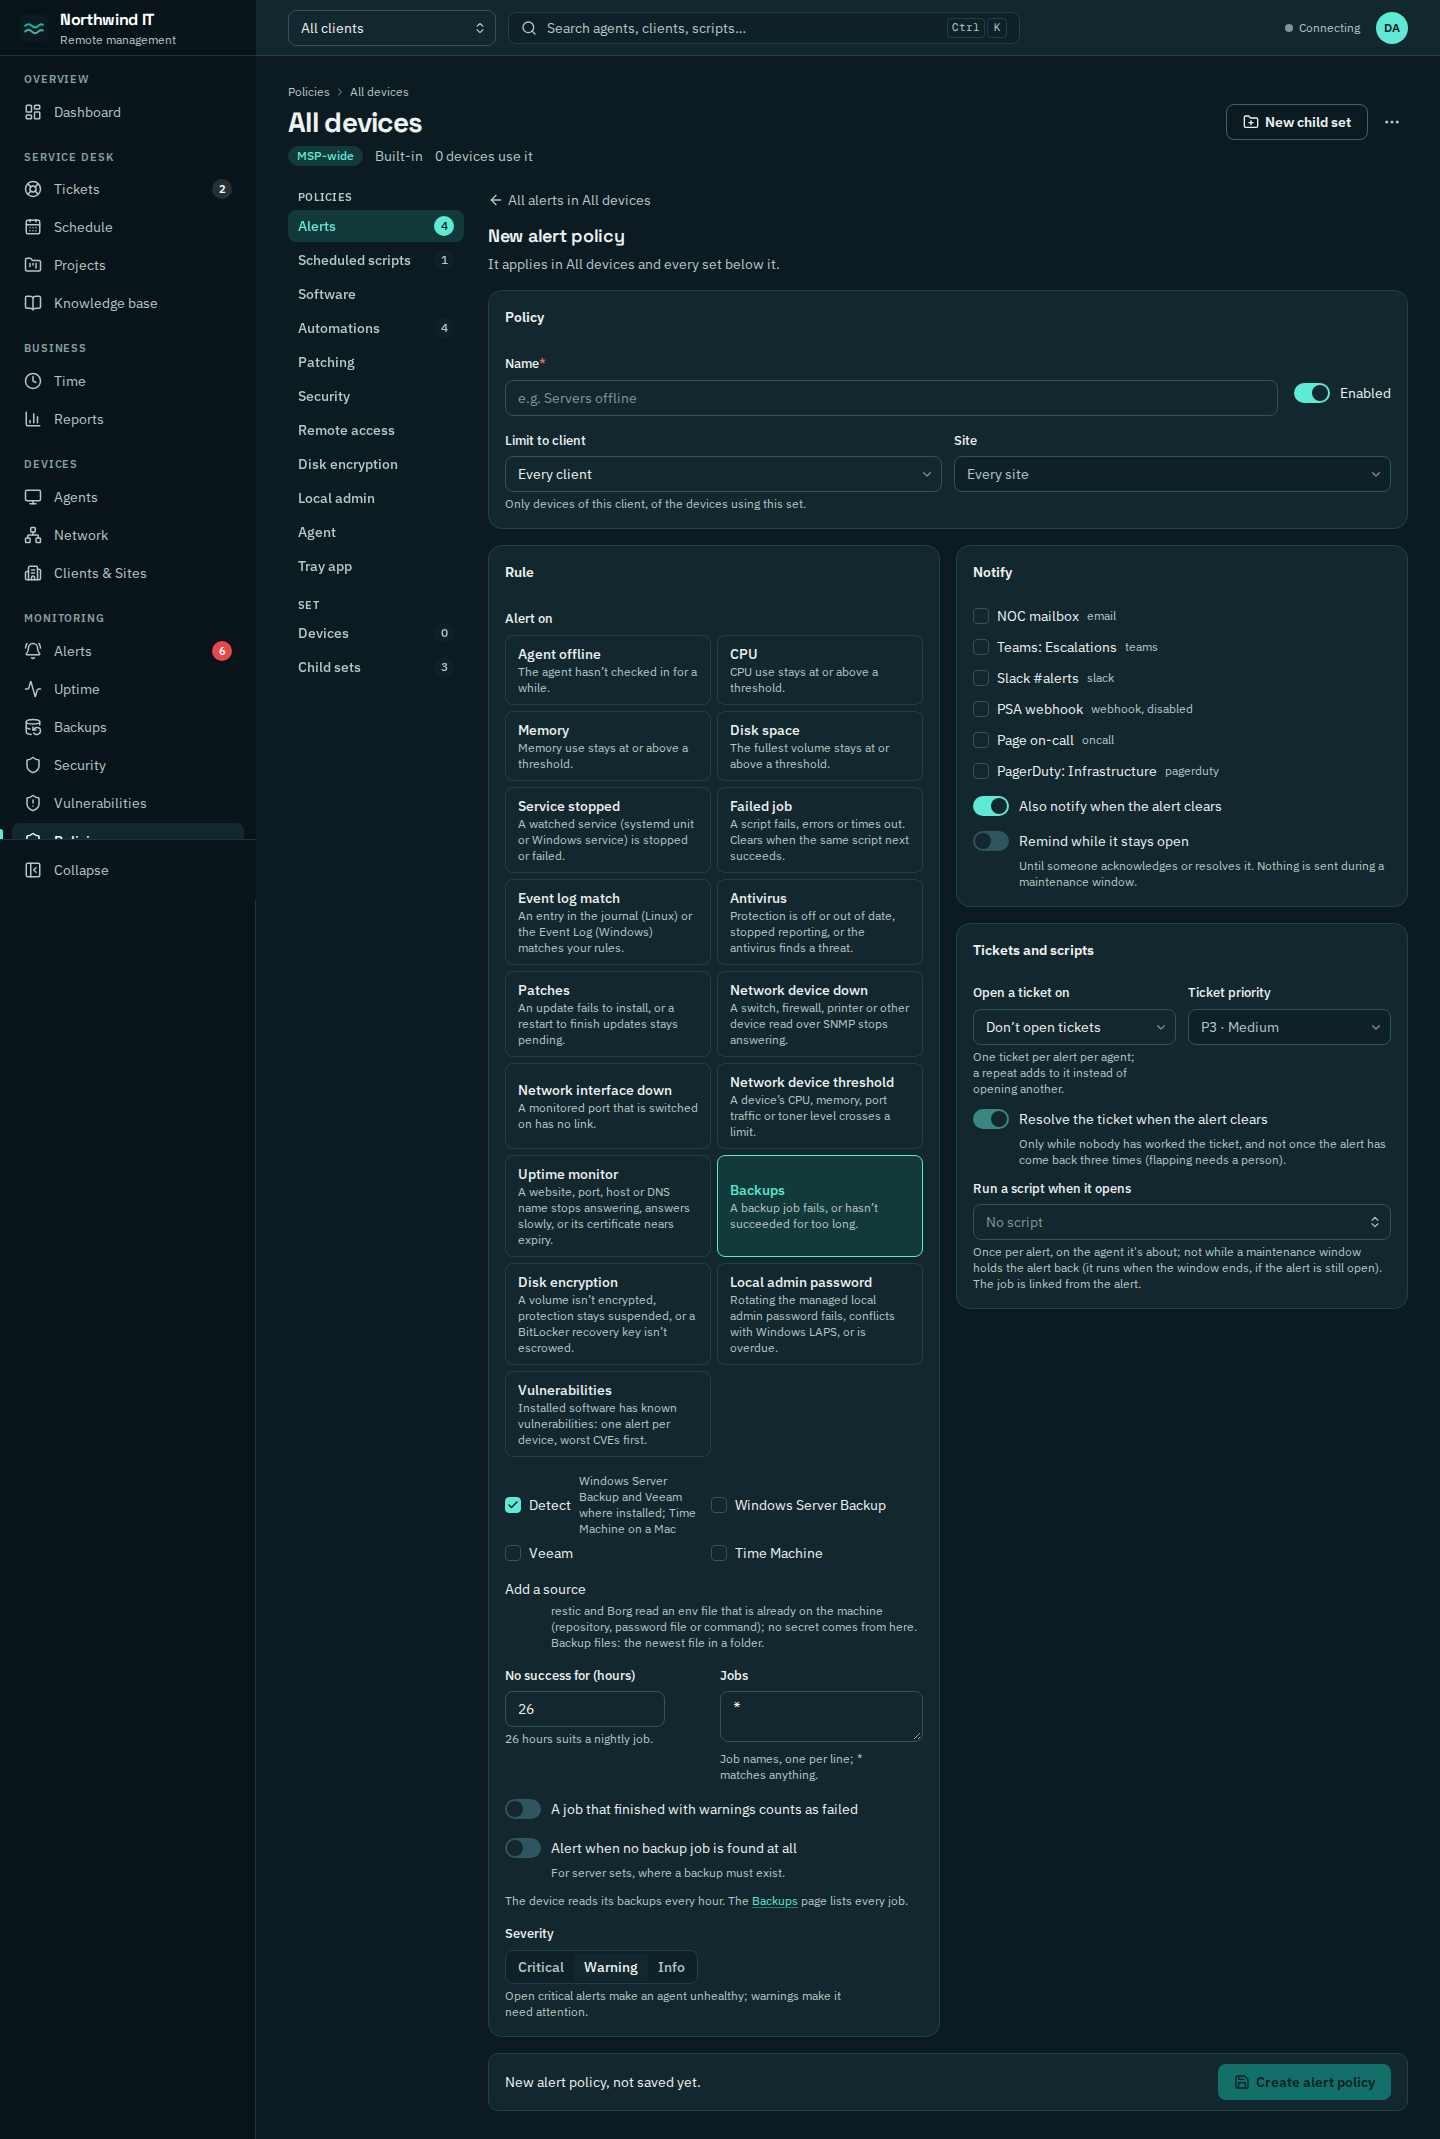 Northwind IT
Remote management
All clients
Search agents, clients, scripts...
Ctrl K
Connecting
DA
OVERVIEW
Dashboard
SERVICE DESK
Tickets 2
Schedule
Projects
Knowledge base
BUSINESS
Time
Reports
DEVICES
Agents
Network
Clients & Sites
MONITORING
Alerts 6
Uptime
Backups
Security
Vulnerabilities
Collapse
Policies > All devices
All devices
New child set
MSP-wide Built-in 0 devices use it
POLICIES
Alerts 4
Scheduled scripts 1
Software
Automations 4
Patching
Security
Remote access
Disk encryption
Local admin
Agent
Tray app
SET
Devices 0
Child sets 3
All alerts in All devices
New alert policy
It applies in All devices and every set below it.
Policy
Name*
e.g. Servers offline
Enabled
Limit to client
Every client
Only devices of this client, of the devices using this set.
Site
Every site
Rule
Alert on
Agent offline
The agent hasn't checked in for a
while.
CPU
CPU use stays at or above a
threshold.
Memory
Memory use stays at or above a
threshold.
Disk space
The fullest volume stays at or
above a threshold.
Service stopped
A watched service (systemd unit
or Windows service) is stopped
or failed.
Failed job
A script fails, errors or times out.
Clears when the same script next
succeeds.
Event log match
An entry in the journal (Linux) or
the Event Log (Windows)
matches your rules.
Antivirus
Protection is off or out of date,
stopped reporting, or the
antivirus finds a threat.
Patches
An update fails to install, or a
restart to finish updates stays
pending.
Network device down
A switch, firewall, printer or other
device read over SNMP stops
answering.
Network interface down
A monitored port that is switched
on has no link.
Network device threshold
A device's CPU, memory, port
traffic or toner level crosses a
limit.
Uptime monitor
A website, port, host or DNS
name stops answering, answers
slowly, or its certificate nears
expiry.
Backups
A backup job fails, or hasn't
succeeded for too long.
Disk encryption
A volume isn't encrypted,
protection stays suspended, or a
BitLocker recovery key isn't
escrowed.
Local admin password
Rotating the managed local
admin password fails, conflicts
with Windows LAPS, or is
overdue.
Vulnerabilities
Installed software has known
vulnerabilities: one alert per
device, worst CVEs first.
Detect
Windows Server
Backup and Veeam
where installed; Time
Machine on a Mac
Windows Server Backup
Veeam
Time Machine
Add a source
restic and Borg read an env file that is already on the machine
(repository, password file or command); no secret comes from here.
Backup files: the newest file in a folder.
No success for (hours)
26
26 hours suits a nightly job.
Jobs
*
Job names, one per line; *
matches anything.
A job that finished with warnings counts as failed
Alert when no backup job is found at all
For server sets, where a backup must exist.
The device reads its backups every hour. The Backups page lists every job.
Severity
Critical Warning Info
Open critical alerts make an agent unhealthy; warnings make it
need attention.
Notify
NOC mailbox email
Teams: Escalations teams
Slack #alerts slack
PSA webhook webhook, disabled
Page on-call oncall
PagerDuty: Infrastructure pagerduty
Also notify when the alert clears
Remind while it stays open
Until someone acknowledges or resolves it. Nothing is sent during a
maintenance window.
Tickets and scripts
Open a ticket on
Don't open tickets
One ticket per alert per agent;
a repeat adds to it instead of
opening another.
Ticket priority
P3 · Medium
Resolve the ticket when the alert clears
Only while nobody has worked the ticket, and not once the alert has
come back three times (flapping needs a person).
Run a script when it opens
No script
Once per alert, on the agent it's about; not while a maintenance window
holds the alert back (it runs when the window ends, if the alert is still open).
The job is linked from the alert.
New alert policy, not saved yet.
Create alert policy